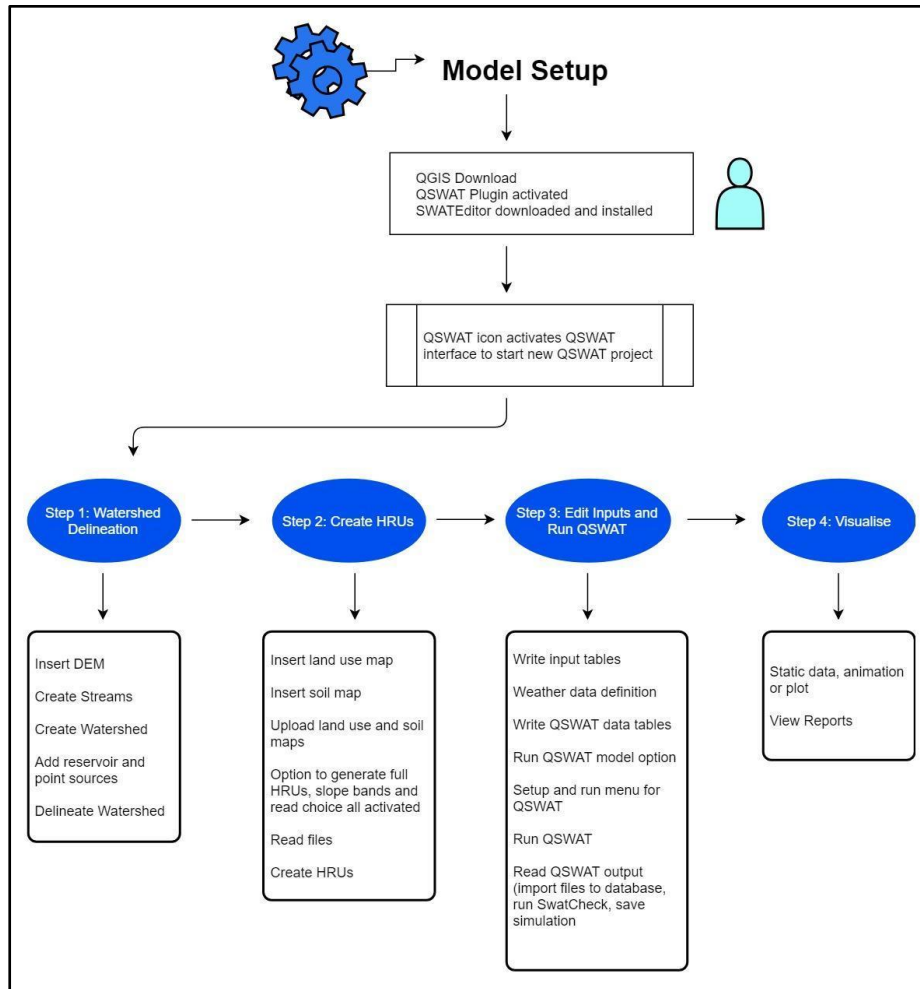 Model Setup
QGIS Download
QSWAT Plugin activated
SWATEditor downloaded and installed
QSWAT icon activates QSWAT
interface to start new QSWAT project
Step 1: Watershed
Delineation
Step 2: Create HRUs
Step 3: Edit Inputs and
Run QSWAT
Step 4: Visualise
Insert DEM
Create Streams
Create Watershed
Add reservoir and
point sources
Delineate Watershed
Insert land use map
Insert soil map
Upload land use and soil
maps
Option to generate full
HRUs, slope bands and
read choice all activated
Read files
Create HRUs
Write input tables
Weather data definition
Write QSWAT data tables
Run QSWAT model option
Setup and run menu for
QSWAT
Run QSWAT
Read QSWAT output
(import files to database,
run SwatCheck, save
simulation
Static data, animation
or plot
View Reports